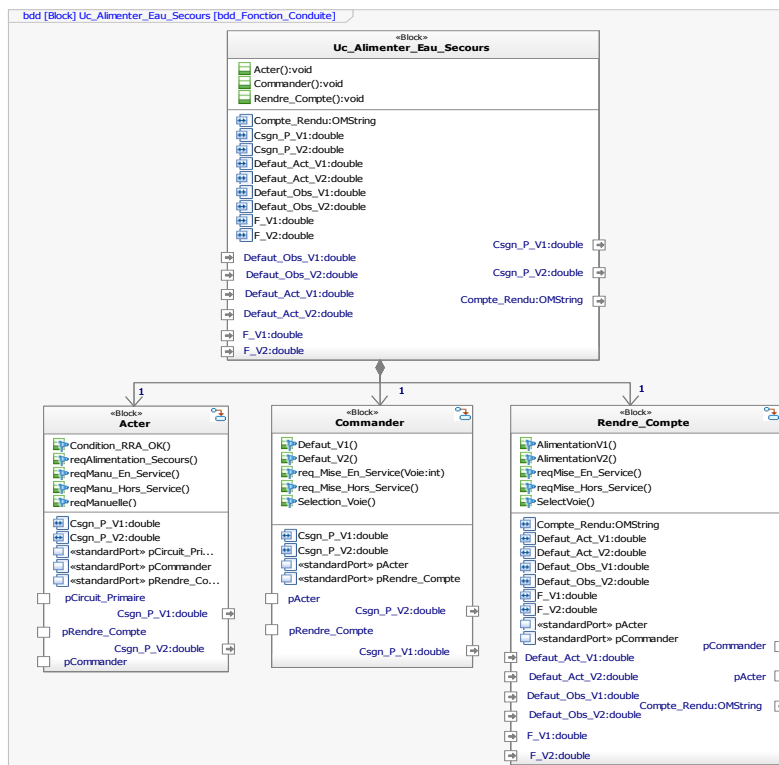 bdd [Block] Uc_Alimenter_Eau_Secours [bdd_Fonction_Conduite]
«Block»
Uc_Alimenter_Eau_Secours
Acter():void
Commander():void
Rendre_Compte():void
Compte_Rendu:OMString
Csgn_P_V1:double
Csgn_P_V2:double
Defaut_Act_V1:double
Defaut_Act_V2:double
Defaut_Obs_V1:double
Defaut_Obs_V2:double
F_V1:double
F_V2:double
Csgn_P_V1:double
Defaut_Obs_V1:double
Csgn_P_V2:double
Defaut_Obs_V2:double
Defaut_Act_V1:double
Compte_Rendu:OMString
Defaut_Act_V2:double
F_V1:double
F_V2:double
1
1
1
«Block»
Acter
Condition_RRA_OK()
reqAlimentation_Secours()
reqManu_En_Service()
reqManu_Hors_Service()
reqManuelle()
Csgn_P_V1:double
Csgn_P_V2:double
«standardPort» pCircuit_Pri...
«standardPort» pCommander
«standardPort» pRendre_Co...
pCircuit_Primaire
Csgn_P_V1:double
pRendre_Compte
Csgn_P_V2:double
pCommander
«Block»
Commander
Defaut_V1()
Defaut_V2()
req_Mise_En_Service(Voie:int)
req_Mise_Hors_Service()
Selection_Voie()
Csgn_P_V1:double
Csgn_P_V2:double
«standardPort» pActer
«standardPort» pRendre_Compte
pActer
Csgn_P_V2:double
pRendre_Compte
Csgn_P_V1:double
«Block»
Rendre_Compte
AlimentationV1()
AlimentationV2()
reqMise_En_Service()
reqMise_Hors_Service()
SelectVoie()
Compte_Rendu:OMString
Defaut_Act_V1:double
Defaut_Act_V2:double
Defaut_Obs_V1:double
Defaut_Obs_V2:double
F_V1:double
F_V2:double
«standardPort» pActer
«standardPort» pCommander
pCommander
Defaut_Act_V1:double
Defaut_Act_V2:double
pActer
Defaut_Obs_V1:double
Compte_Rendu:OMString
Defaut_Obs_V2:double
F_V1:double
F_V2:double